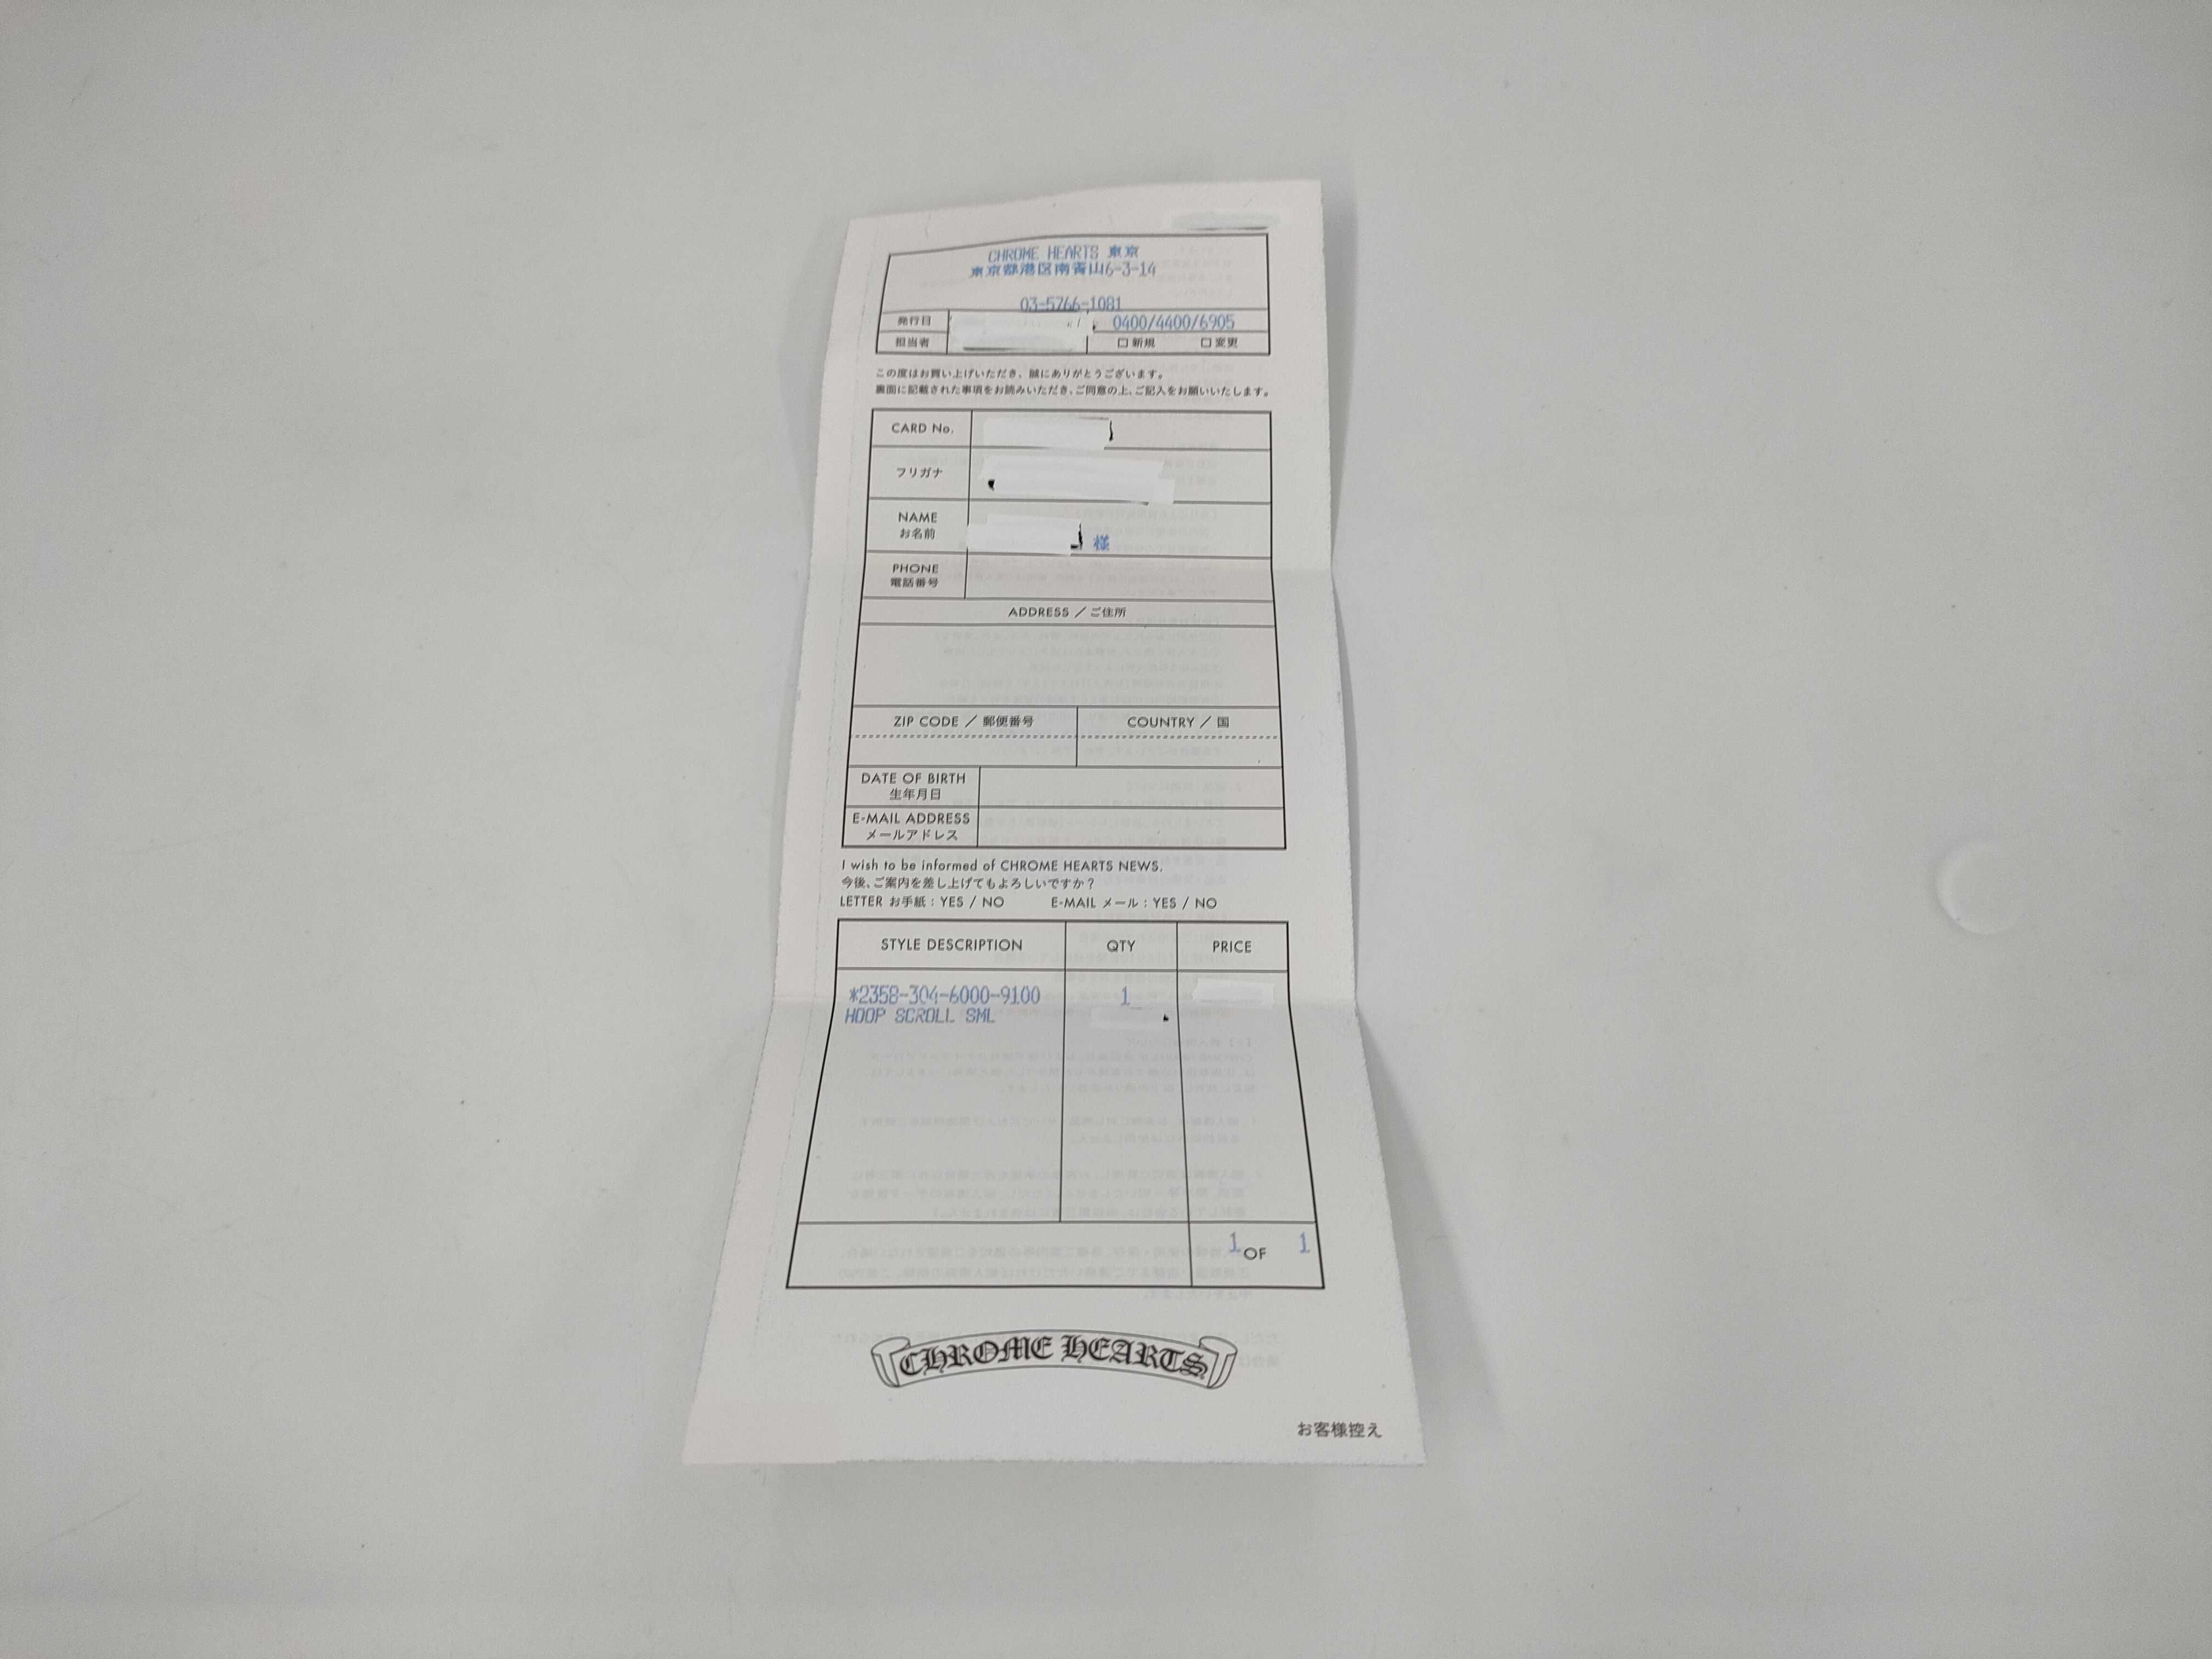 CHROME HEARTS 東京
東京都港区南青山6-3-14
03-5766-1081
発行日 0400/4400/6905
担当者 □新規 □変更
この度はお買い上げいただき、誠にありがとうございます。
裏面に記載された事項をお読みいただき、ご同意の上、ご記入をお願いいたします。
CARD No.
フリガナ
NAME
お名前 様
PHONE
電話番号
ADDRESS / ご住所
ZIP CODE / 郵便番号 COUNTRY / 国
DATE OF BIRTH
生年月日
E-MAIL ADDRESS
メールアドレス
I wish to be informed of CHROME HEARTS NEWS.
今後、ご案内を差し上げてもよろしいですか?
LETTER お手紙 : YES / NO E-MAIL メール : YES / NO
STYLE DESCRIPTION QTY PRICE
*2358-304-6000-9100 1
HOOP SCROLL SML
1 OF 1
CHROME HEARTS
お客様控え